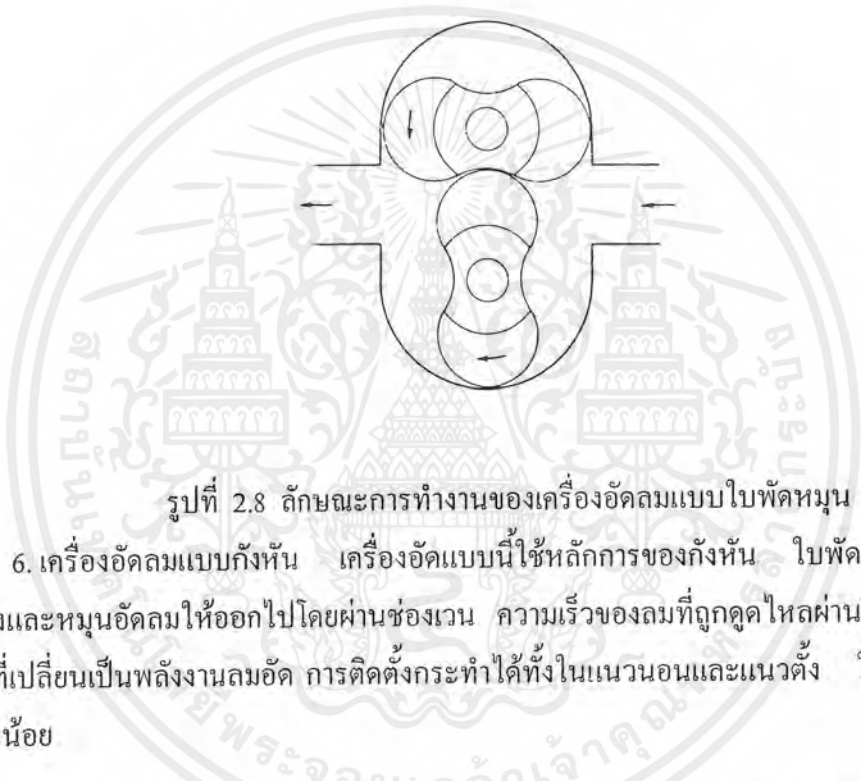 รูปที่ 2.8 ลักษณะการทำงานของเครื่องอัดลมแบบใบพัดหมุน
6. เครื่องอัดลมแบบกังหัน เครื่องอัดแบบนี้ใช้หลักการของกังหัน ใบพัด
และหมุนอัดลมให้ออกไปโดยผ่านช่องเวน ความเร็วของลมที่ถูกดูดไหลผ่าน
ที่เปลี่ยนเป็นพลังงานลมอัด การติดตั้งกระทำได้ทั้งในแนวนอนและแนวตั้ง
น้อย